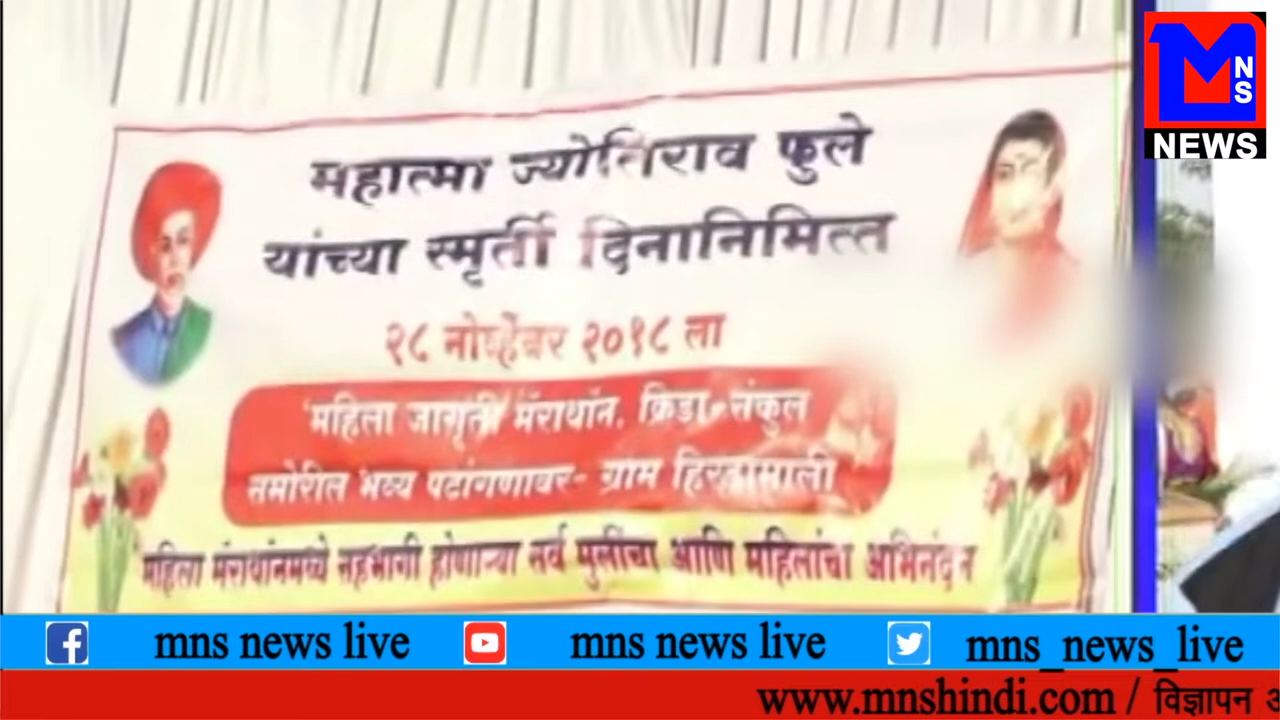 MNS
NEWS
महात्मा ज्योतिराव फुले
यांच्या स्मृर्ती दिनानिमित्त
२८ नोव्हेंबर २०१८ ला
'महिला जागृती मॅराथॉन. क्रिडा संकुल
समोरील भव्य पटांगणावर- ग्राम हिरडामाली
महिला मॅराथॉनमध्ये सहभागी होणाऱ्या सर्व मुलींचा आणि महिलांचा अभिनंदन
mns news live mns news live mns_news_live
www.mnshindi.com / विज्ञापन